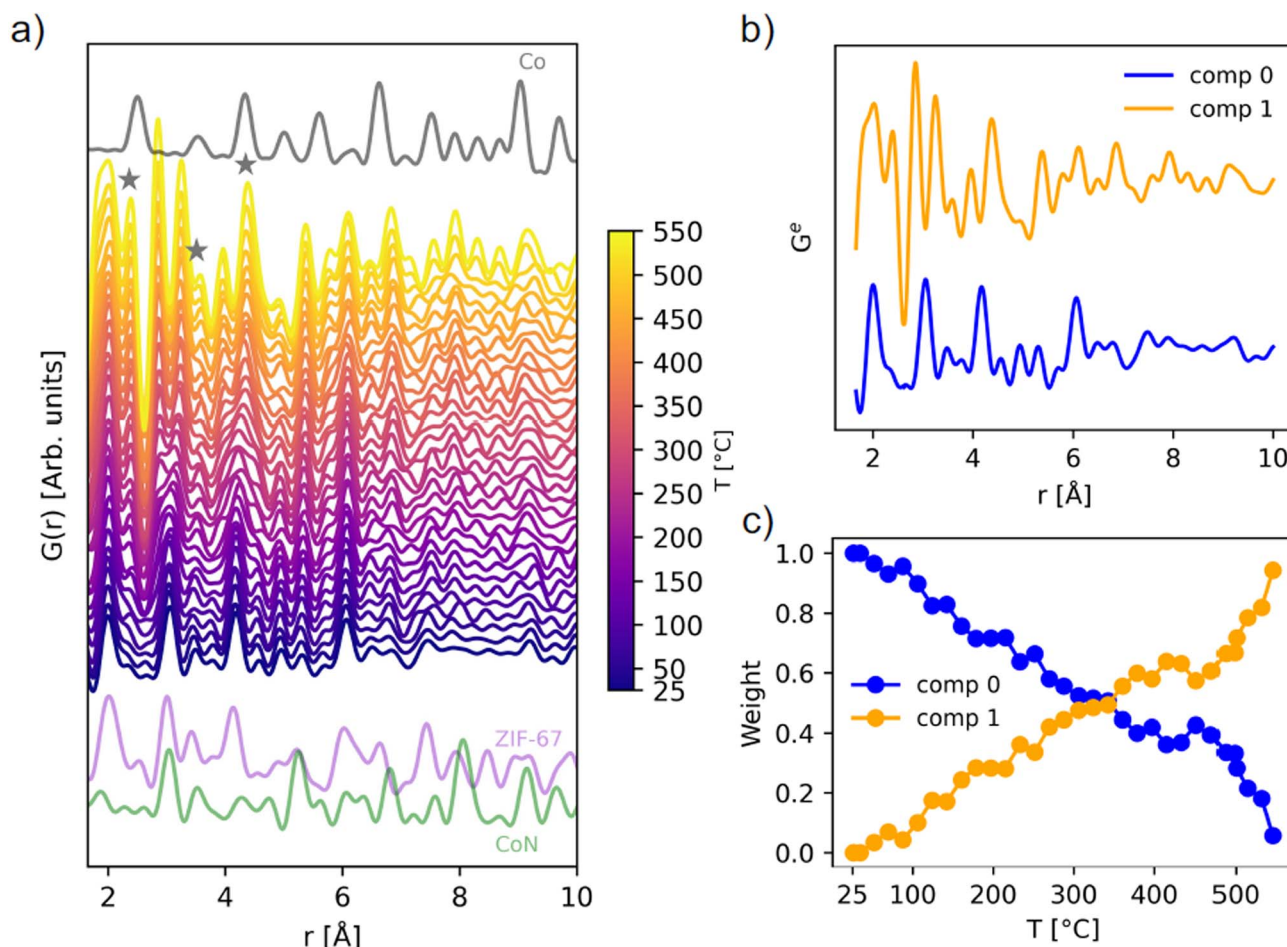 a)
Co
G(r) [Arb. units]
ZIF-67
CoN
2 4 6 8 10
r [Å]
550
500
450
400
350
300
250
200
150
100
50
25
T [°C]
b)
comp 0
comp 1
Gᵉ
2 4 6 8 10
r [Å]
c)
1.0
0.8
0.6
0.4
0.2
0.0
Weight
comp 0
comp 1
25 100 200 300 400 500
T [°C]